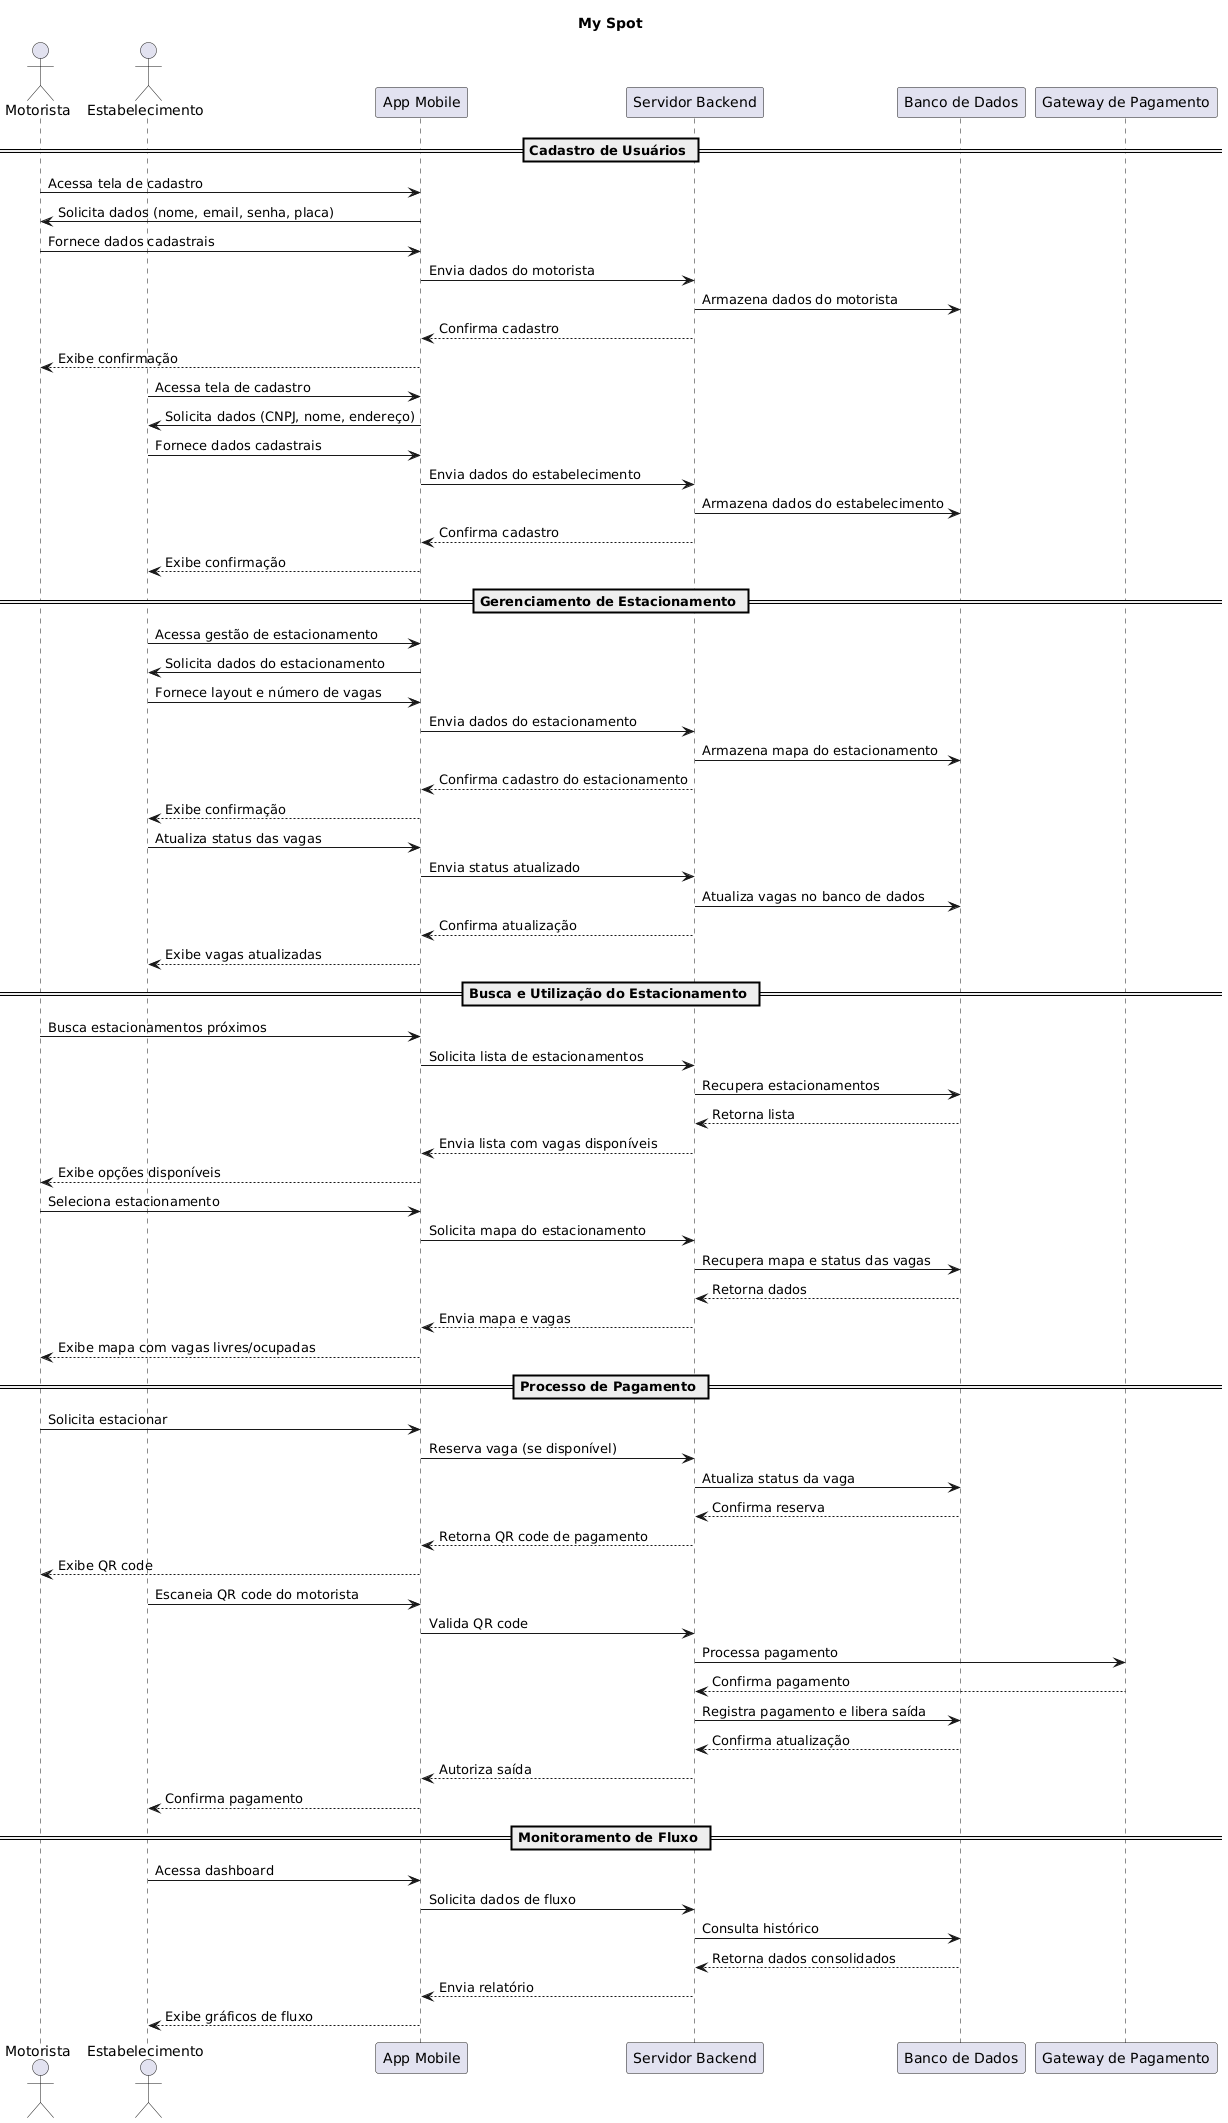 My Spot
Motorista
Estabelecimento
App Mobile
Servidor Backend
Banco de Dados
Gateway de Pagamento
Cadastro de Usuários
Acessa tela de cadastro
Solicita dados (nome, email, senha, placa)
Fornece dados cadastrais
Envia dados do motorista
Armazena dados do motorista
Confirma cadastro
Exibe confirmação
Acessa tela de cadastro
Solicita dados (CNPJ, nome, endereço)
Fornece dados cadastrais
Envia dados do estabelecimento
Armazena dados do estabelecimento
Confirma cadastro
Exibe confirmação
Gerenciamento de Estacionamento
Acessa gestão de estacionamento
Solicita dados do estacionamento
Fornece layout e número de vagas
Envia dados do estacionamento
Armazena mapa do estacionamento
Confirma cadastro do estacionamento
Exibe confirmação
Atualiza status das vagas
Envia status atualizado
Atualiza vagas no banco de dados
Confirma atualização
Exibe vagas atualizadas
Busca e Utilização do Estacionamento
Busca estacionamentos próximos
Solicita lista de estacionamentos
Recupera estacionamentos
Retorna lista
Envia lista com vagas disponíveis
Exibe opções disponíveis
Seleciona estacionamento
Solicita mapa do estacionamento
Recupera mapa e status das vagas
Retorna dados
Envia mapa e vagas
Exibe mapa com vagas livres/ocupadas
Processo de Pagamento
Solicita estacionar
Reserva vaga (se disponível)
Atualiza status da vaga
Confirma reserva
Retorna QR code de pagamento
Exibe QR code
Escaneia QR code do motorista
Valida QR code
Processa pagamento
Confirma pagamento
Registra pagamento e libera saída
Confirma atualização
Autoriza saída
Confirma pagamento
Monitoramento de Fluxo
Acessa dashboard
Solicita dados de fluxo
Consulta histórico
Retorna dados consolidados
Envia relatório
Exibe gráficos de fluxo
Motorista
Estabelecimento
App Mobile
Servidor Backend
Banco de Dados
Gateway de Pagamento